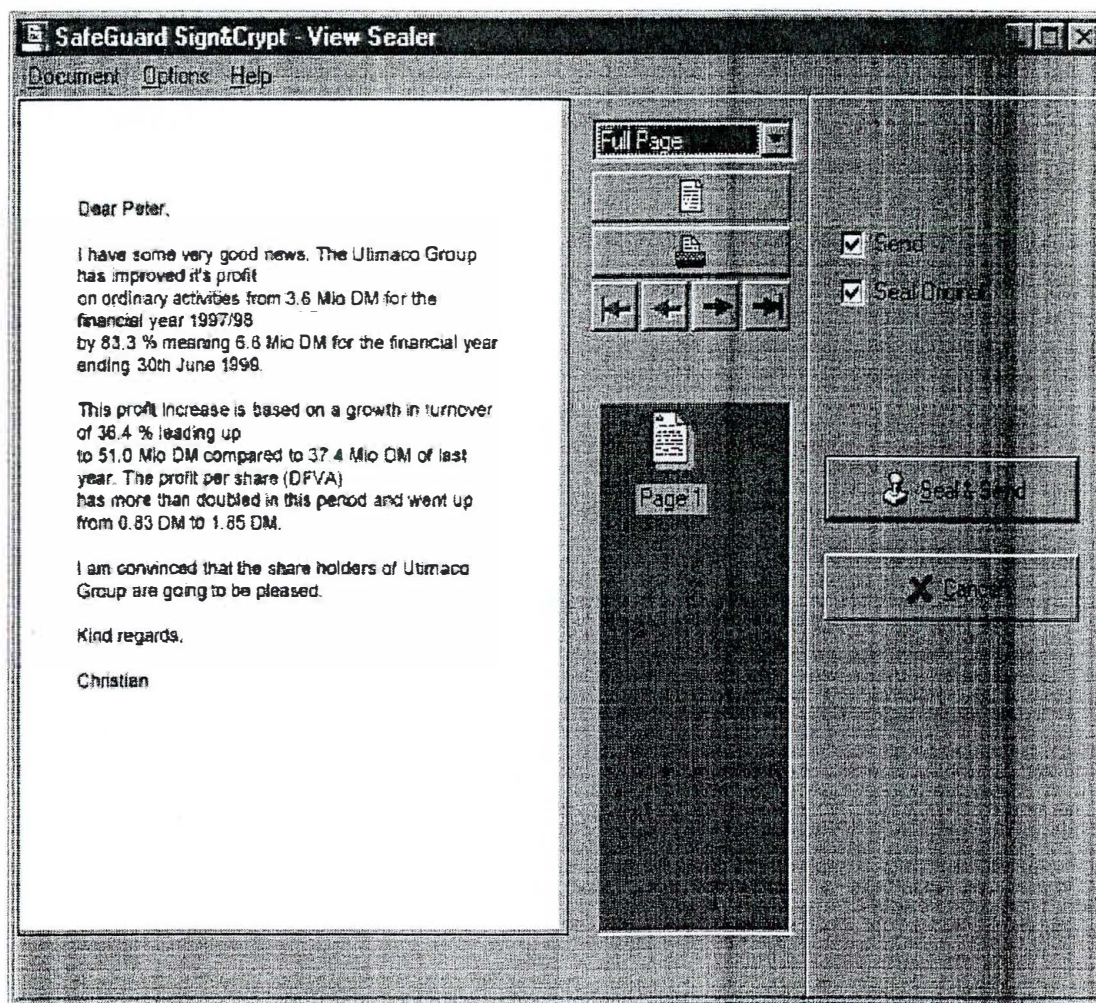 SafeGuard Sign&Crypt - View Sealer
Document Options Help
Full Page
Dear Peter,
I have some very good news. The Utimaco Group
has improved it's profit
on ordinary activities from 3.6 Mio DM for the
financial year 1997/98
by 83.3 % meaning 6.6 Mio DM for the financial year
ending 30th June 1999.
This profit increase is based on a growth in turnover
of 36.4 % leading up
to 51.0 Mio DM compared to 37.4 Mio DM of last
year. The profit per share (DFVA)
has more than doubled in this period and went up
from 0.83 DM to 1.85 DM.
I am convinced that the share holders of Utimaco
Group are going to be pleased.
Kind regards,
Christian
Page 1
Send
Seal Original
Seal & Send
Cancel